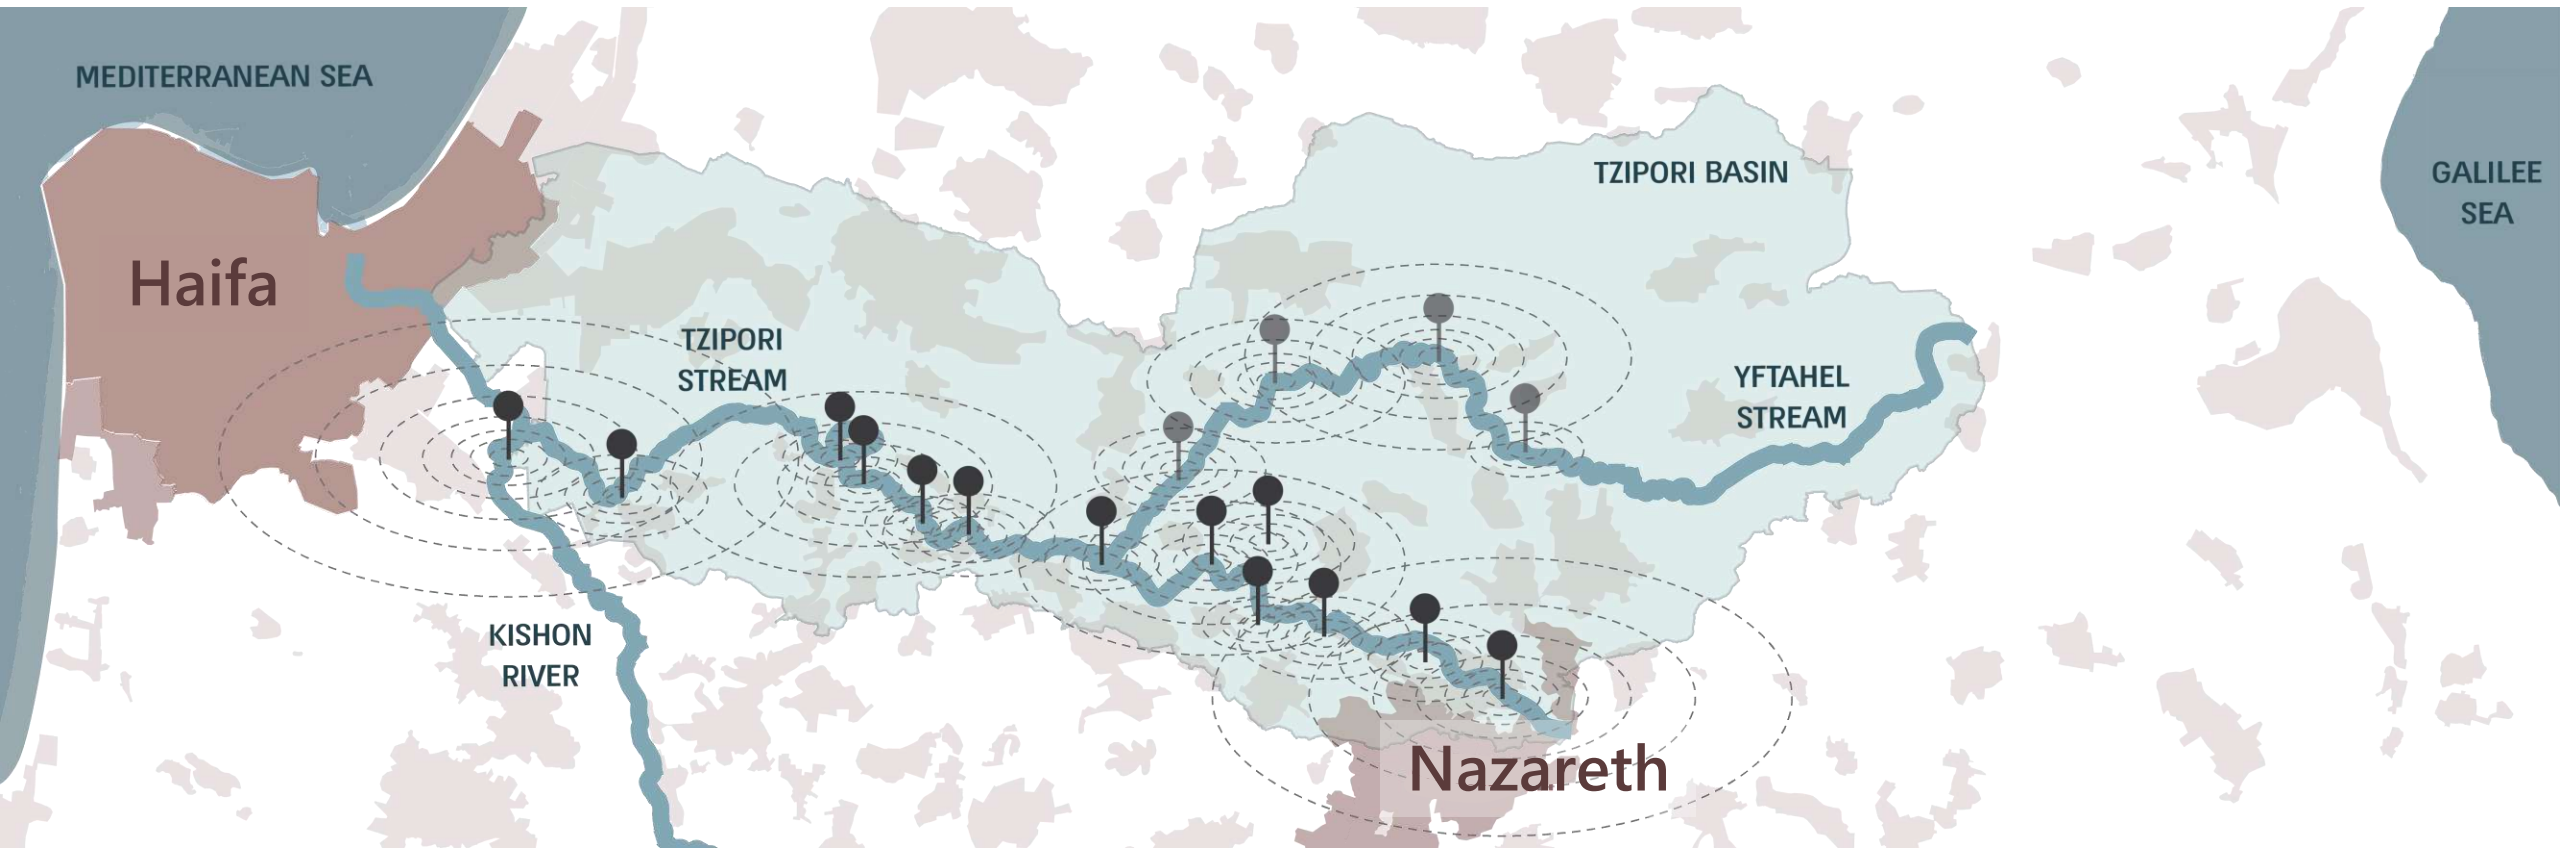 MEDITERRANEAN SEA
TZIPORI BASIN
GALILEE
SEA
Haifa
TZIPORI
STREAM
YFTAHEL
STREAM
KISHON
RIVER
Nazareth